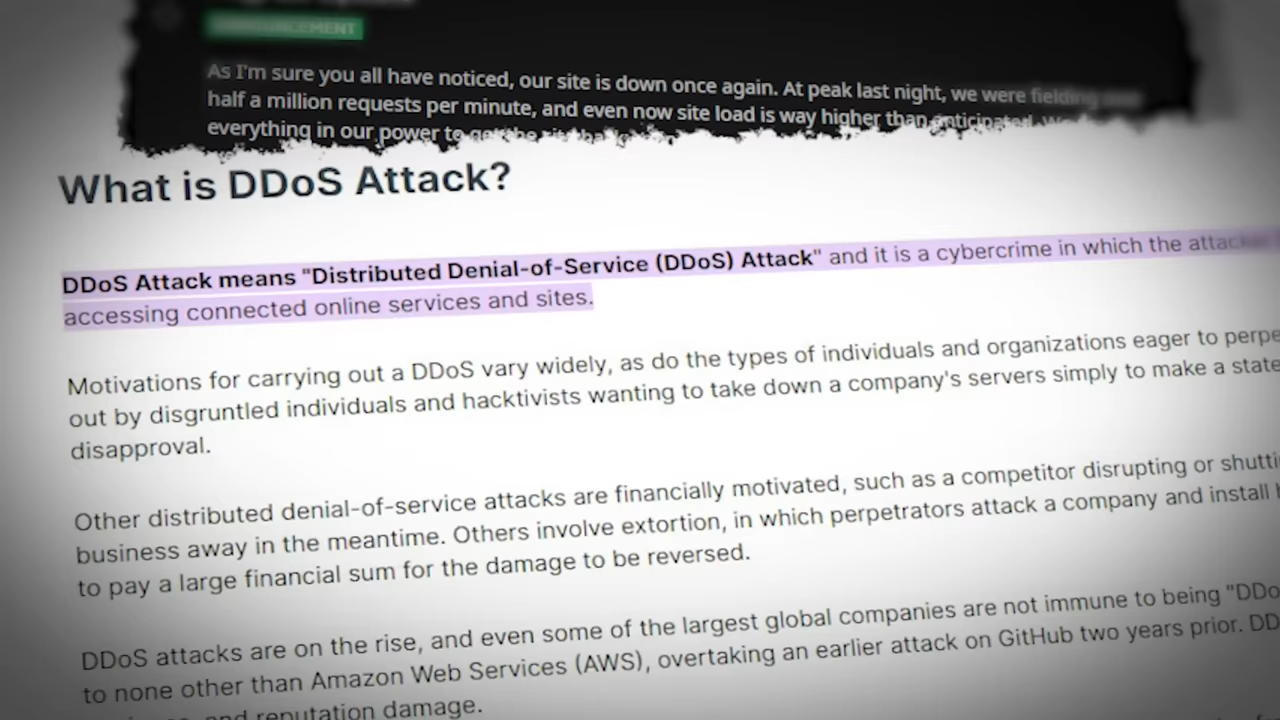 As I'm sure you all have noticed, our site is down once again. At peak last night, we were fielding over
half a million requests per minute, and even now site load is way higher than anticipated. We
everything in our power to get the site back
What is DDoS Attack?
DDoS Attack means "Distributed Denial-of-Service (DDoS) Attack" and it is a cybercrime in which the
accessing connected online services and sites.
Motivations for carrying out a DDoS vary widely, as do the types of individuals and organizations eager to
out by disgruntled individuals and hacktivists wanting to take down a company's servers simply to make a
disapproval.
Other distributed denial-of-service attacks are financially motivated, such as a competitor disrupting or
business away in the meantime. Others involve extortion, in which perpetrators attack a company and install
to pay a large financial sum for the damage to be reversed.
DDoS attacks are on the rise, and even some of the largest global companies are not immune to being
to none other than Amazon Web Services (AWS), overtaking an earlier attack on GitHub two years prior.
and reputation damage.